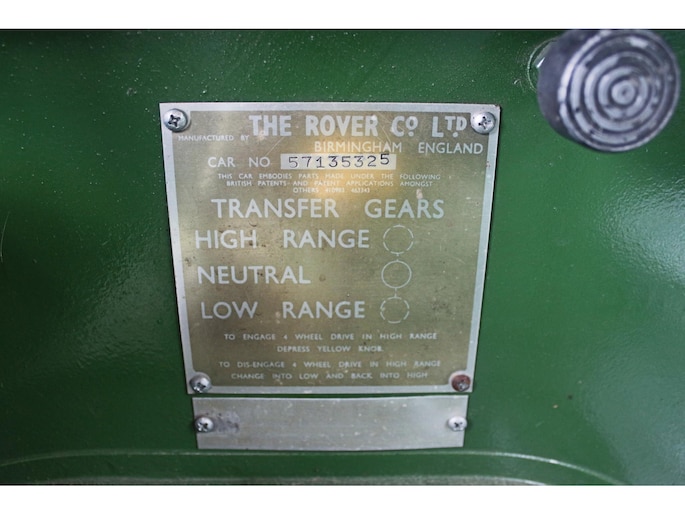 THE ROVER CO LTD
MANUFACTURED BY
BIRMINGHAM ENGLAND
CAR NO 57135325
THIS CAR EMBODIES PARTS MADE UNDER THE FOLLOWING
BRITISH PATENTS AND PATENT APPLICATIONS AMONGST
OTHERS
TRANSFER GEARS
HIGH RANGE
NEUTRAL
LOW RANGE
TO ENGAGE 4 WHEEL DRIVE IN HIGH RANGE
DEPRESS YELLOW KNOB
TO DIS-ENGAGE 4 WHEEL DRIVE IN HIGH RANGE
CHANGE INTO LOW AND BACK INTO HIGH